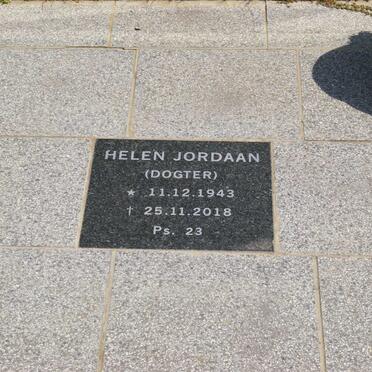 HELEN JORDAAN
(DOGTER)
* 11.12.1943
† 25.11.2018
Ps. 23